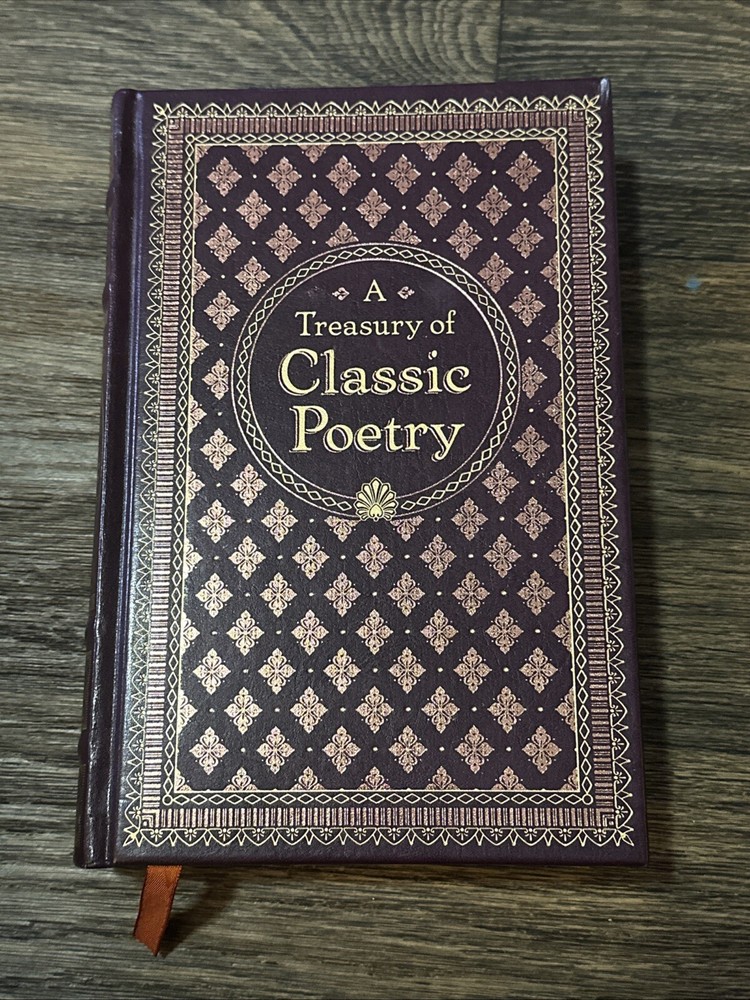 A
Treasury of
Classic
Poetry